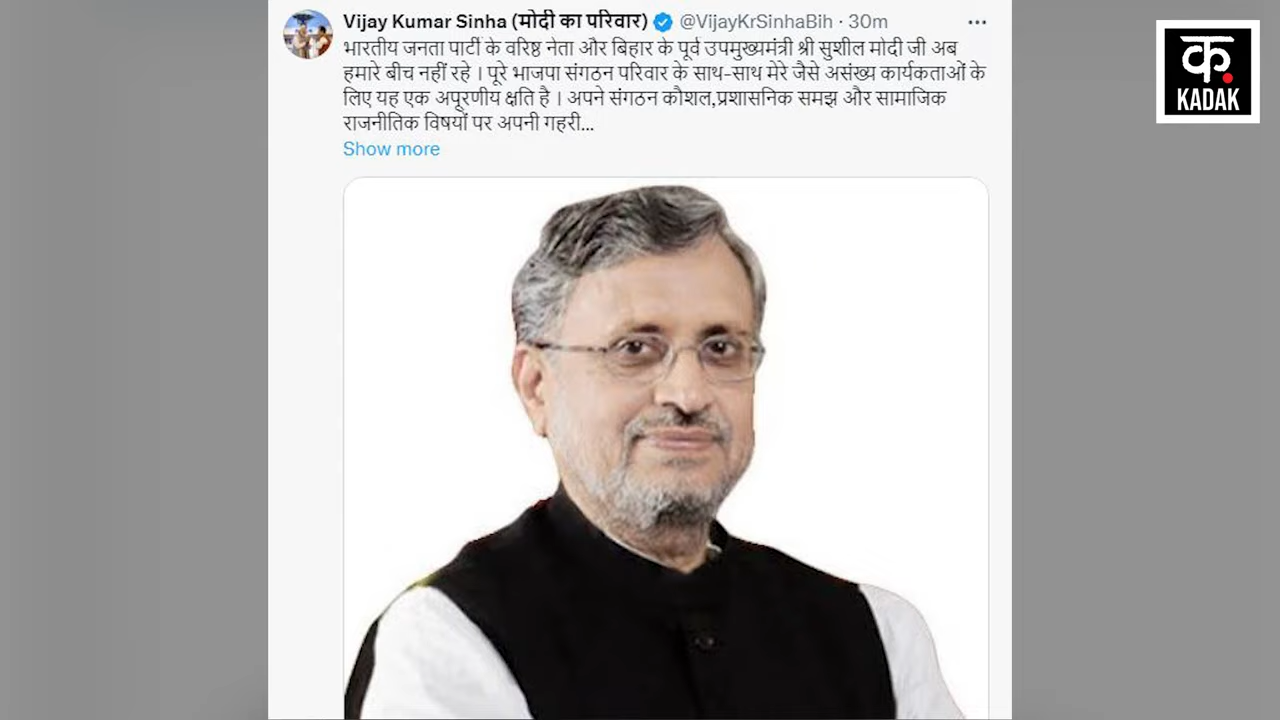 Vijay Kumar Sinha (मोदी का परिवार) @VijayKrSinhaBih · 30m
भारतीय जनता पार्टी के वरिष्ठ नेता और बिहार के पूर्व उपमुख्यमंत्री श्री सुशील मोदी जी अब
हमारे बीच नहीं रहे । पूरे भाजपा संगठन परिवार के साथ-साथ मेरे जैसे असंख्य कार्यकर्ताओं के
लिए यह एक अपूरणीय क्षति है । अपने संगठन कौशल,प्रशासनिक समझ और सामाजिक
राजनीतिक विषयों पर अपनी गहरी...
Show more
क
KADAK